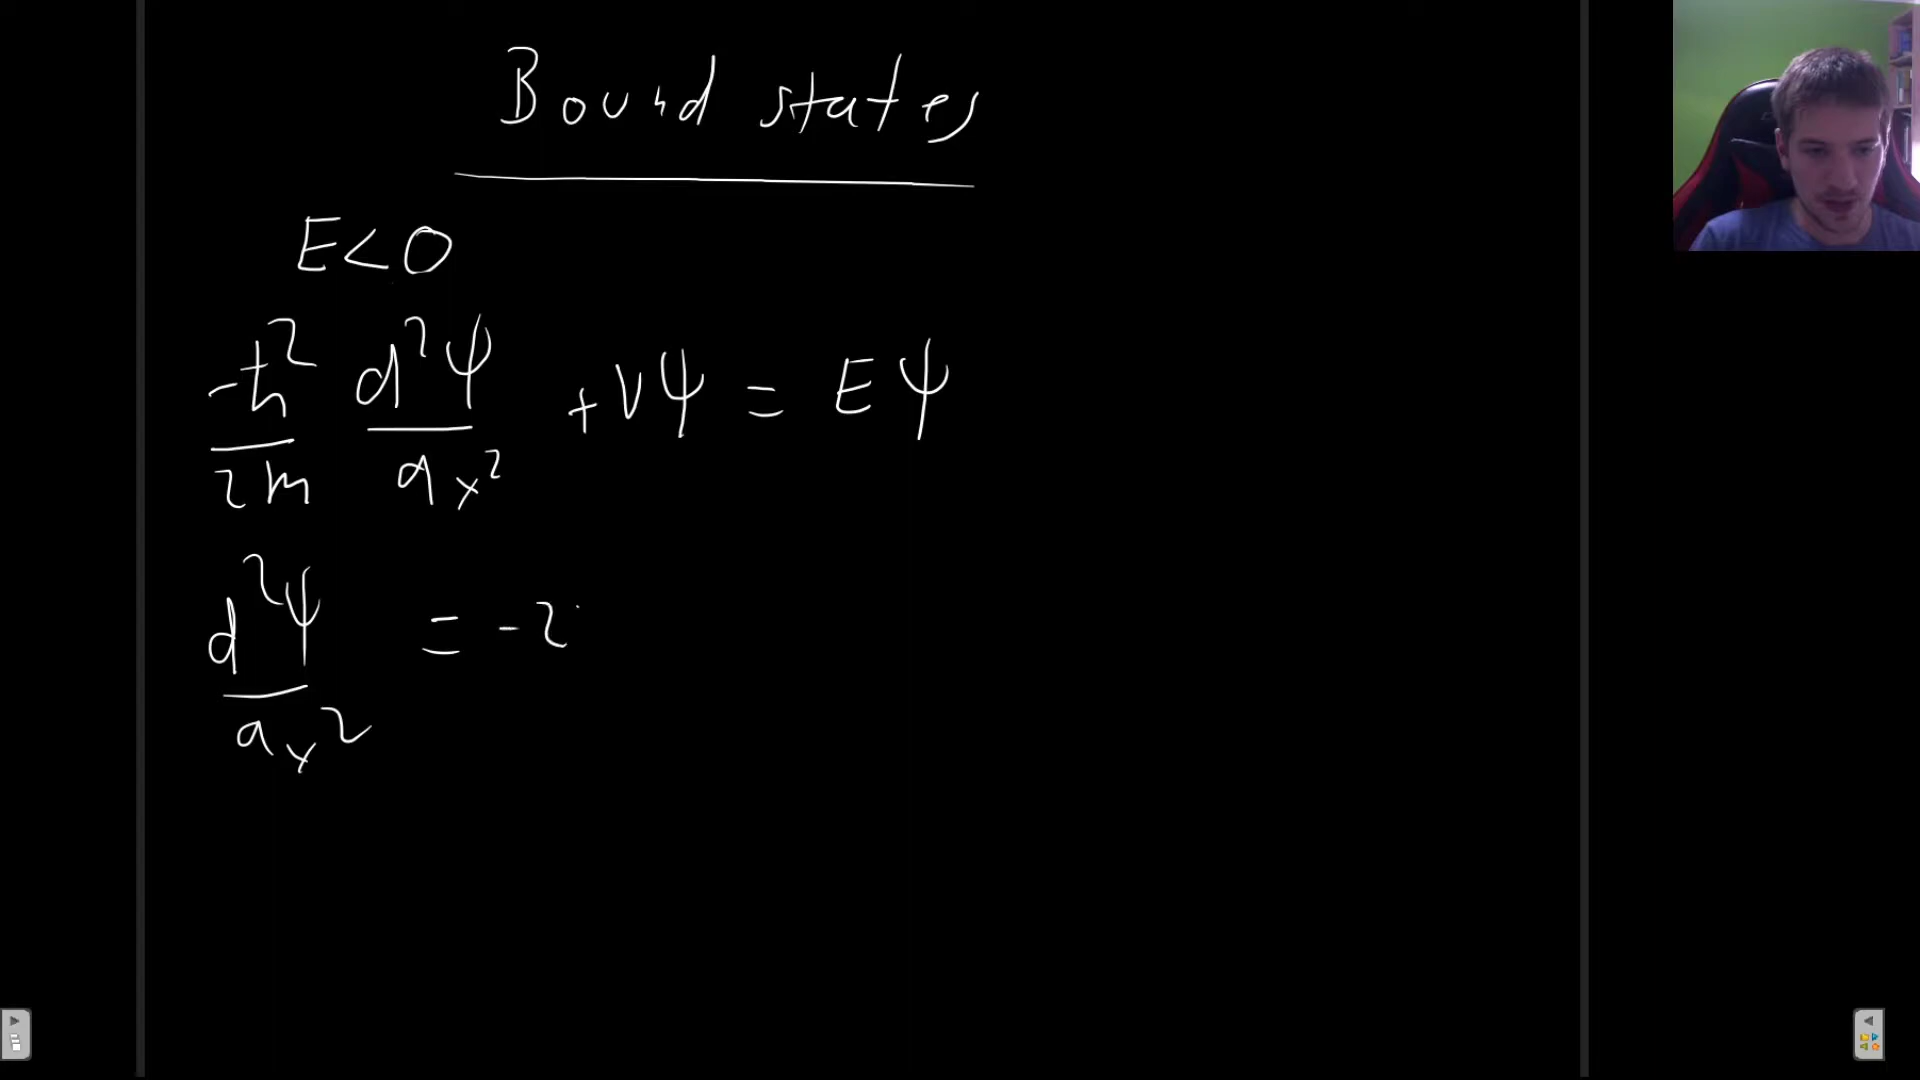 Bound states
E<0
-ħ²/2m d²ψ/dx² +Vψ = Eψ
d²ψ/dx² = -2